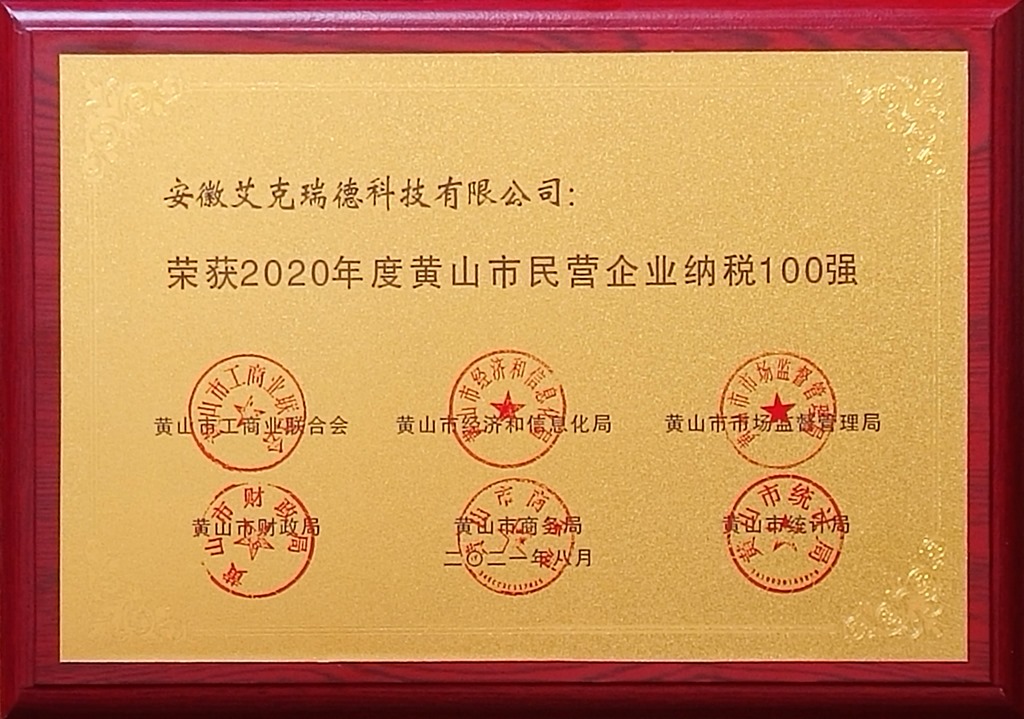 安徽艾克瑞德科技有限公司:
荣获2020年度黄山市民营企业纳税100强
黄山市工商业联合会 黄山市经济和信息化局 黄山市市场监督管理局
黄山市财政局 黄山市商务局 黄山市统计局
二〇二一年八月